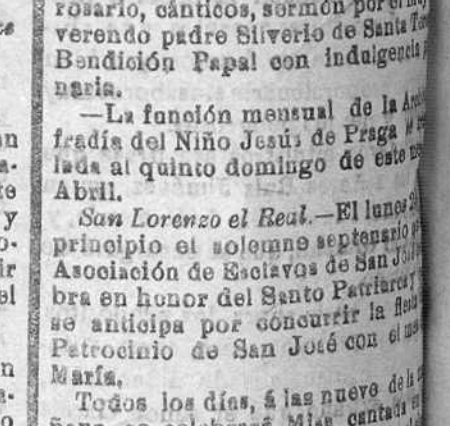 rosario, cánticos, sermón por el
verendo padre Silverio de Santa
Bendición Papal con indulgencia
naria.
—La función mensual de la
fradía del Niño Jesús de Praga
lada al quinto domingo de este
Abril.
San Lorenzo el Real.—El lunes
principio el solemne septenario
Asociación de Esclavos de San
bra en honor del Santo Patriarca y
se anticipa por concurrir la fiesta
Patrocinio de San José con el mes
María.
Todos los días, á las nueve de la
Misa cantada